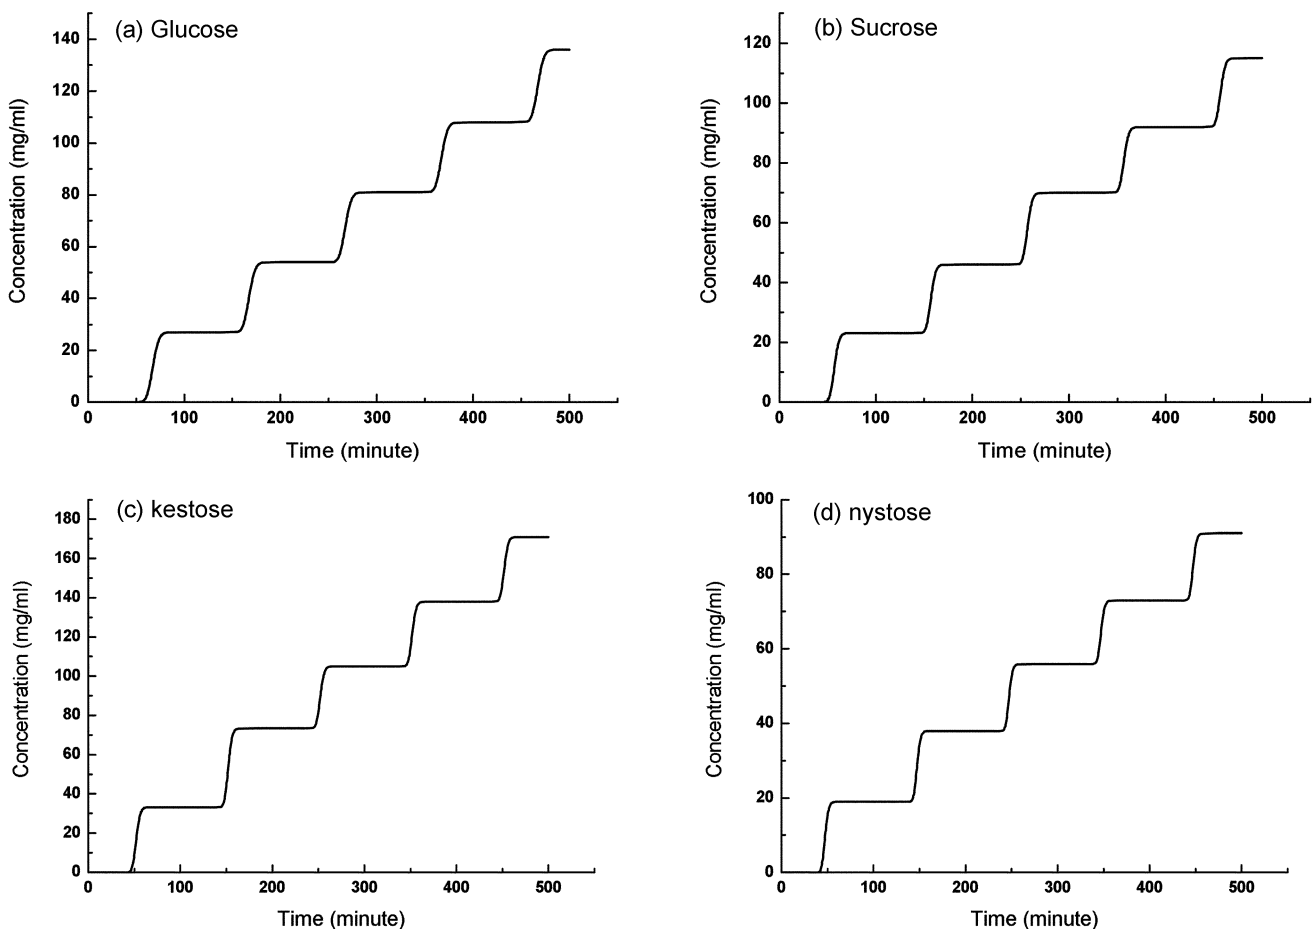 (a) Glucose
Concentration (mg/ml)
140
120
100
80
60
40
20
0
0 100 200 300 400 500
Time (minute)
(b) Sucrose
Concentration (mg/ml)
120
100
80
60
40
20
0
0 100 200 300 400 500
Time (minute)
(c) kestose
Concentration (mg/ml)
180
160
140
120
100
80
60
40
20
0
0 100 200 300 400 500
Time (minute)
(d) nystose
Concentration (mg/ml)
100
80
60
40
20
0
0 100 200 300 400 500
Time (minute)